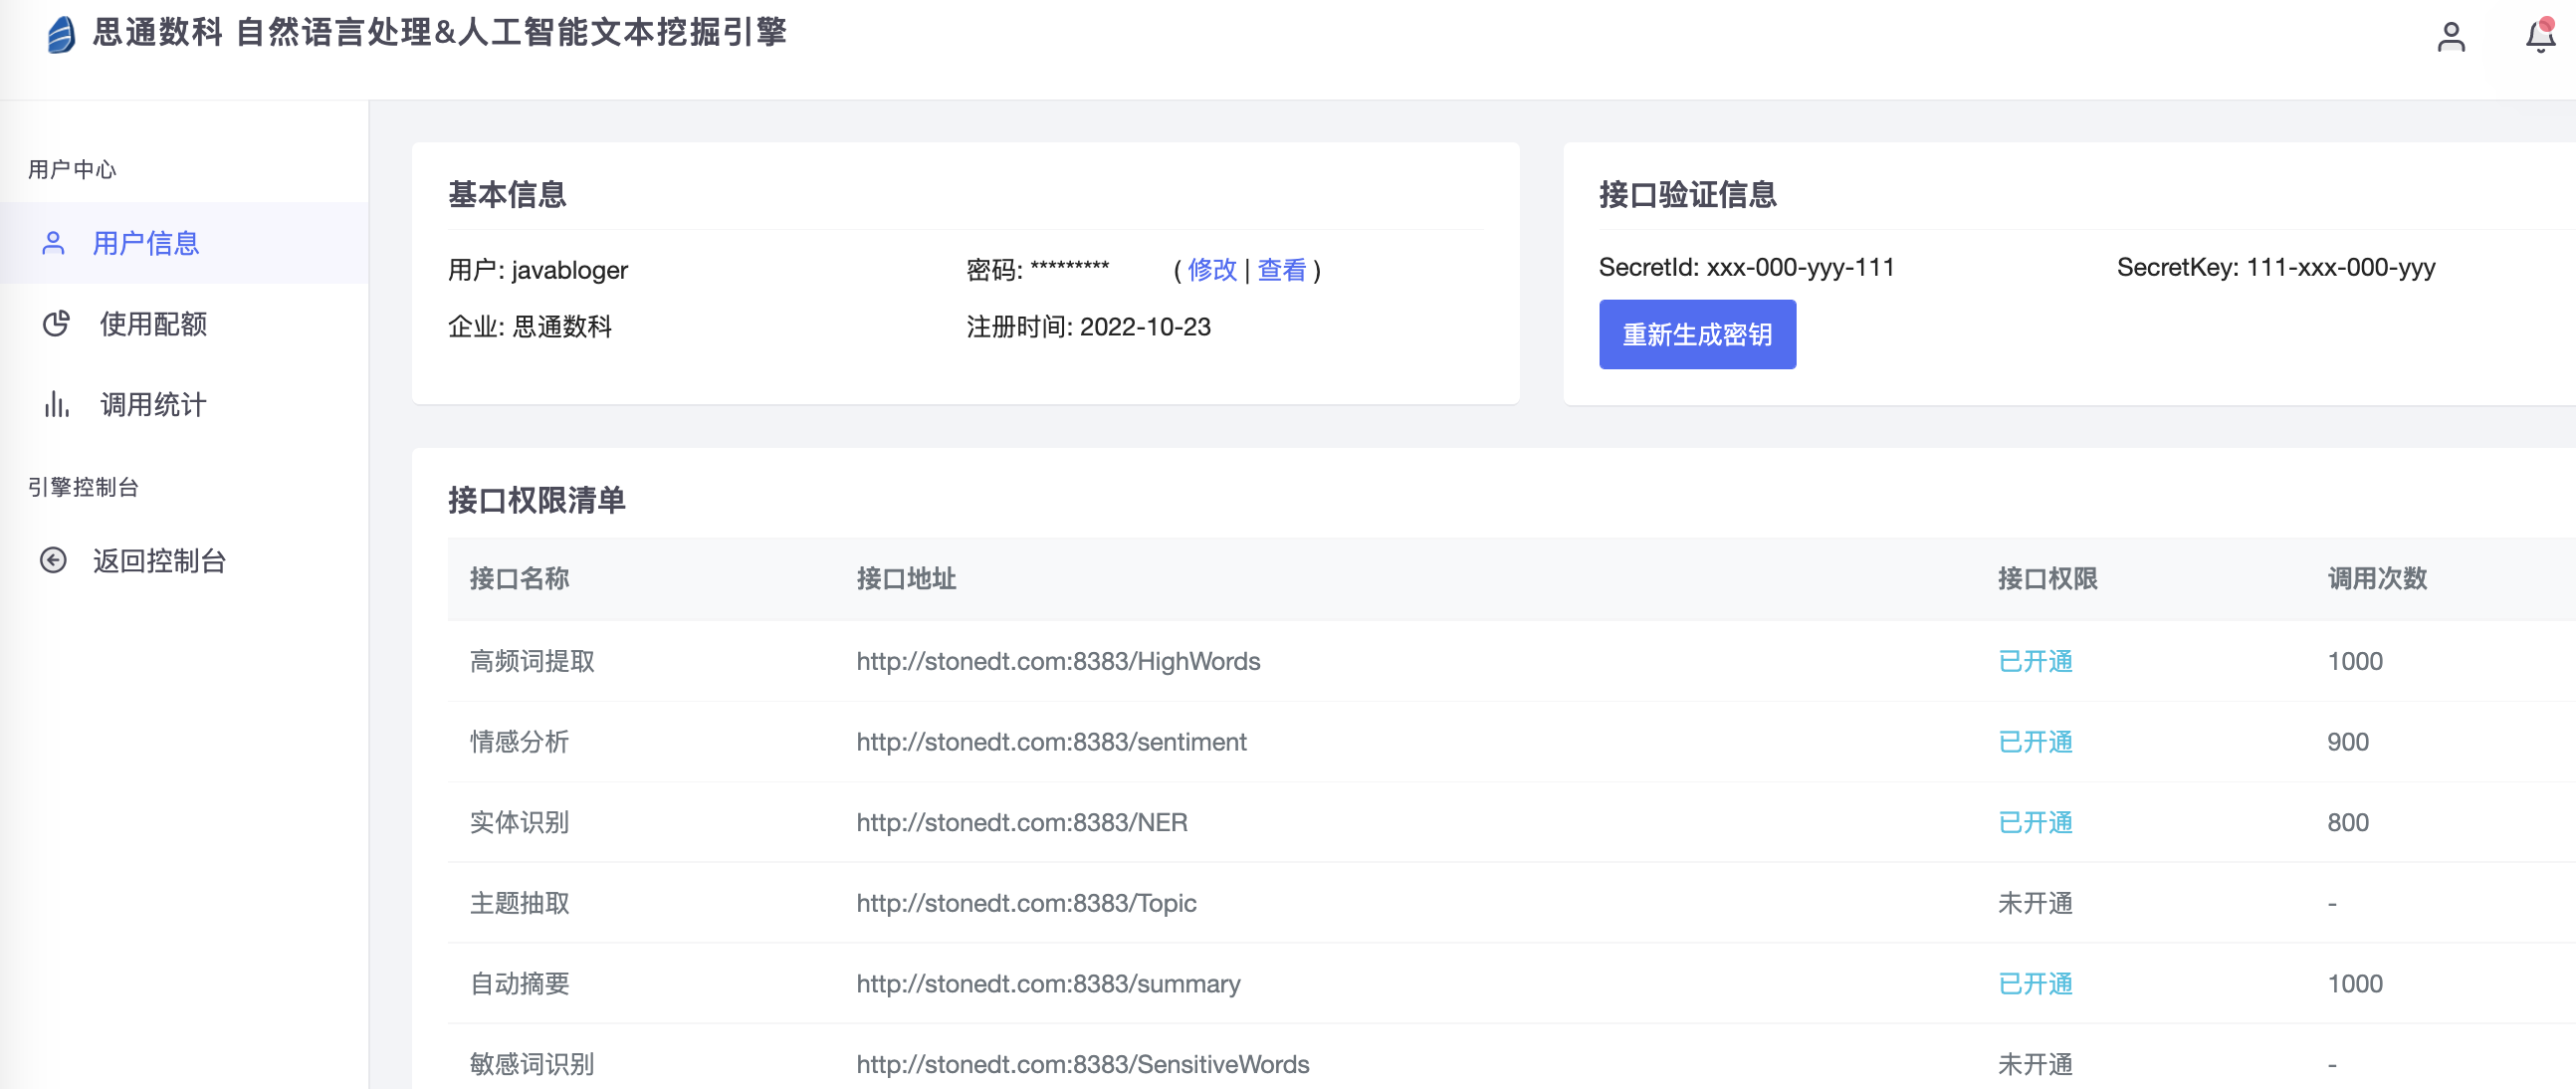 思通数科 自然语言处理&人工智能文本挖掘引擎
用户中心
用户信息
使用配额
调用统计
引擎控制台
返回控制台
基本信息
用户: javabloger 密码: ********* ( 修改 | 查看 )
企业: 思通数科 注册时间: 2022-10-23
接口验证信息
SecretId: xxx-000-yyy-111 SecretKey: 111-xxx-000-yyy
重新生成密钥
接口权限清单
接口名称 接口地址 接口权限 调用次数
高频词提取 http://stonedt.com:8383/HighWords 已开通 1000
情感分析 http://stonedt.com:8383/sentiment 已开通 900
实体识别 http://stonedt.com:8383/NER 已开通 800
主题抽取 http://stonedt.com:8383/Topic 未开通 -
自动摘要 http://stonedt.com:8383/summary 已开通 1000
敏感词识别 http://stonedt.com:8383/SensitiveWords 未开通 -